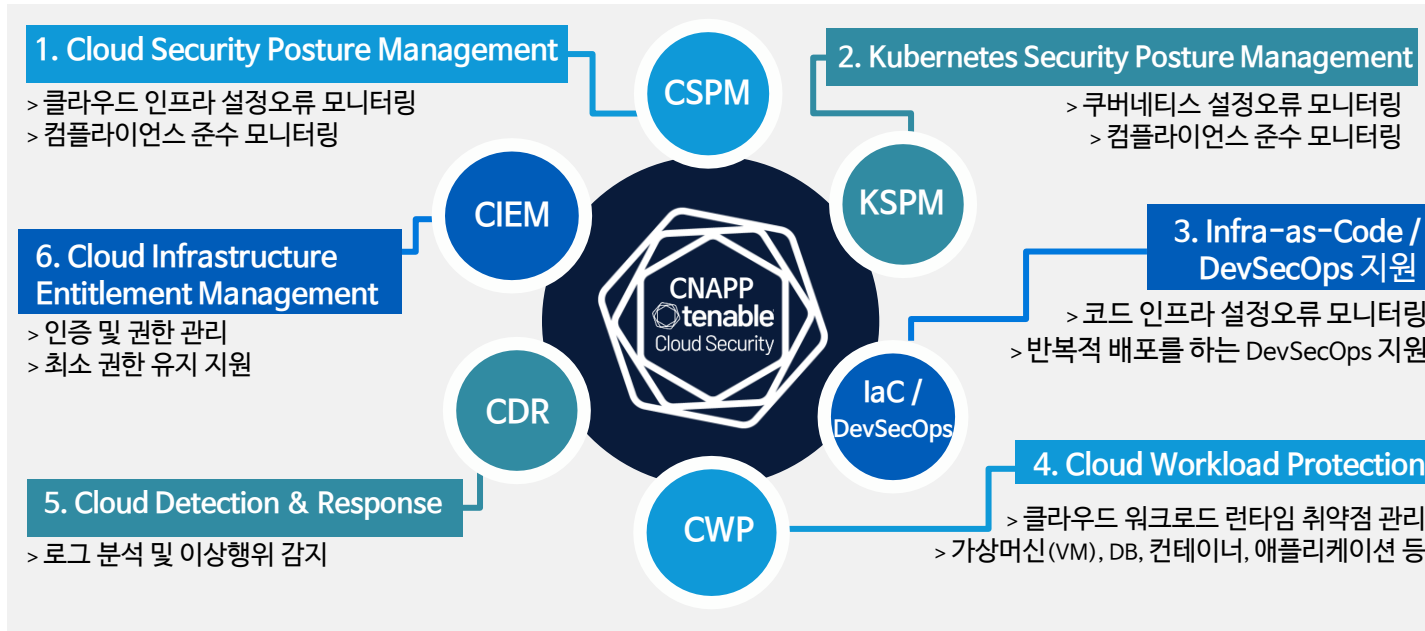 1. Cloud Security Posture Management
> 클라우드 인프라 설정오류 모니터링
> 컴플라이언스 준수 모니터링
CSPM
2. Kubernetes Security Posture Management
> 쿠버네티스 설정오류 모니터링
> 컴플라이언스 준수 모니터링
KSPM
CIEM
6. Cloud Infrastructure
Entitlement Management
> 인증 및 권한 관리
> 최소 권한 유지 지원
CNAPP
tenable
Cloud Security
3. Infra-as-Code /
DevSecOps 지원
> 코드 인프라 설정오류 모니터링
> 반복적 배포를 하는 DevSecOps 지원
IaC /
DevSecOps
CDR
5. Cloud Detection & Response
> 로그 분석 및 이상행위 감지
CWP
4. Cloud Workload Protection
> 클라우드 워크로드 런타임 취약점 관리
> 가상머신(VM), DB, 컨테이너, 애플리케이션 등